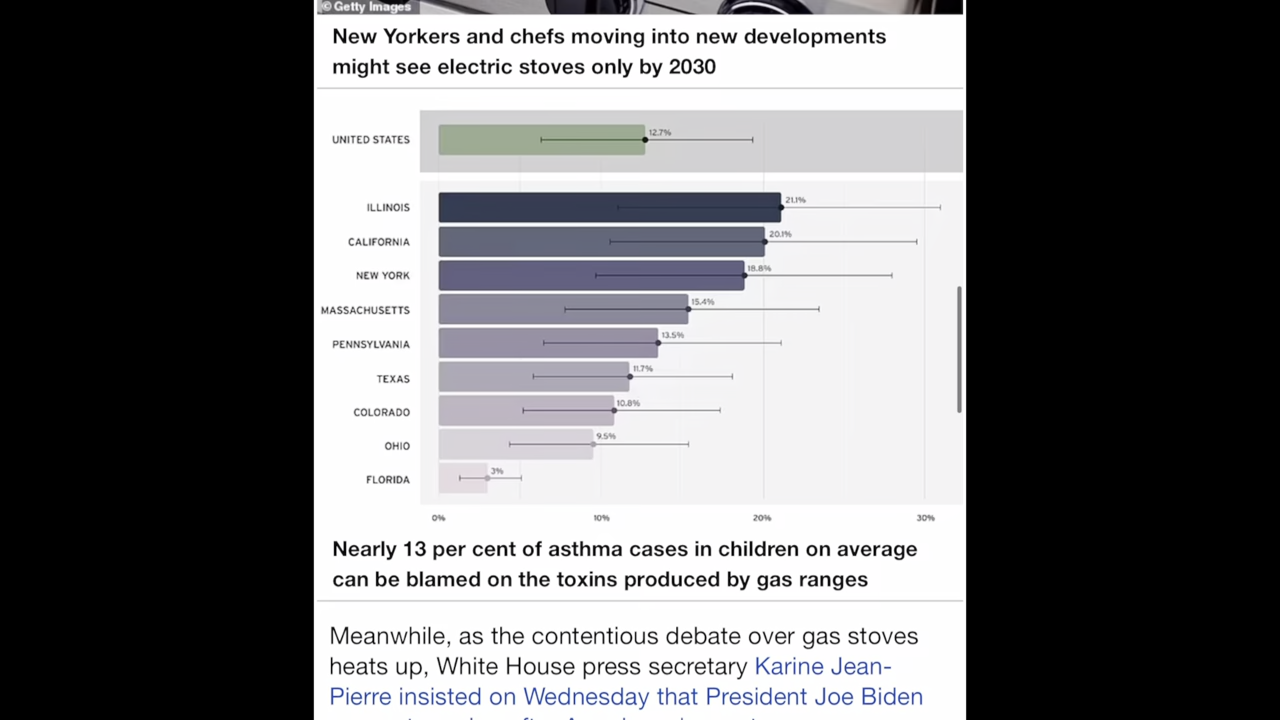 © Getty Images
New Yorkers and chefs moving into new developments
might see electric stoves only by 2030
UNITED STATES 12.7%
ILLINOIS 21.1%
CALIFORNIA 20.1%
NEW YORK 18.8%
MASSACHUSETTS 15.4%
PENNSYLVANIA 13.5%
TEXAS 11.7%
COLORADO 10.8%
OHIO 9.5%
FLORIDA 3%
0% 10% 20% 30%
Nearly 13 per cent of asthma cases in children on average
can be blamed on the toxins produced by gas ranges
Meanwhile, as the contentious debate over gas stoves
heats up, White House press secretary Karine Jean-
Pierre insisted on Wednesday that President Joe Biden